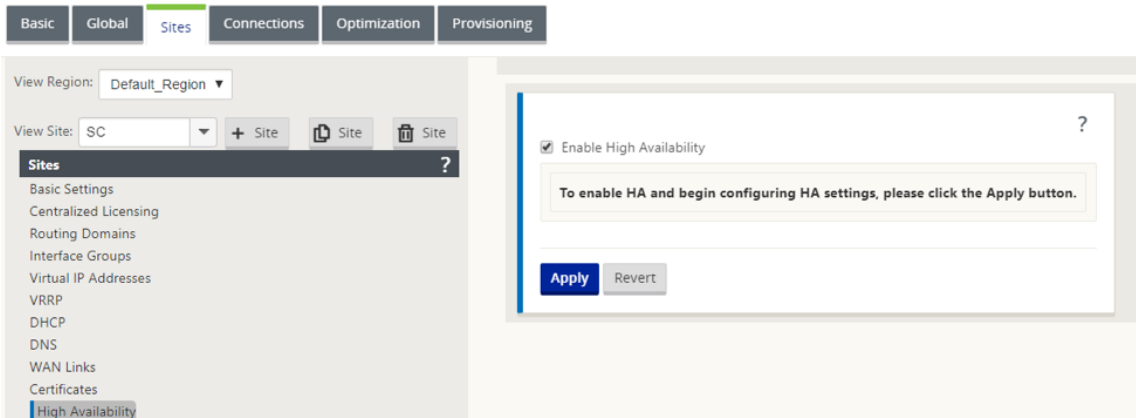 Basic Global Sites Connections Optimization Provisioning
View Region: Default_Region ▼
View Site: SC + Site Site Site
Sites ?
Basic Settings
Centralized Licensing
Routing Domains
Interface Groups
Virtual IP Addresses
VRRP
DHCP
DNS
WAN Links
Certificates
High Availability
?
Enable High Availability
To enable HA and begin configuring HA settings, please click the Apply button.
Apply Revert